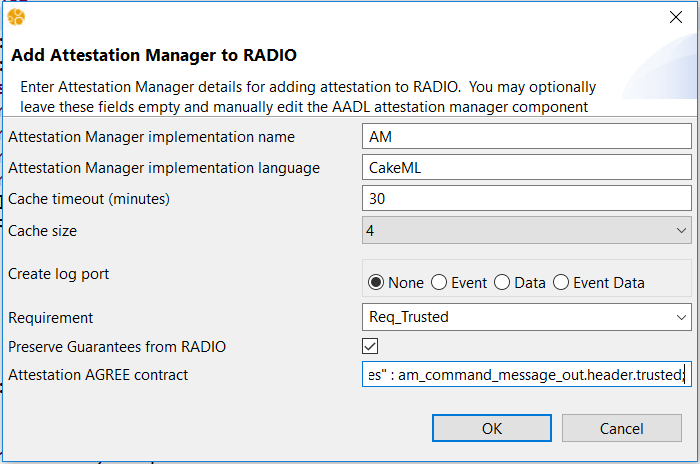 Add Attestation Manager to RADIO
Enter Attestation Manager details for adding attestation to RADIO. You may optionally
leave these fields empty and manually edit the AADL attestation manager component
Attestation Manager implementation name AM
Attestation Manager implementation language CakeML
Cache timeout (minutes) 30
Cache size 4
Create log port None Event Data Event Data
Requirement Req_Trusted
Preserve Guarantees from RADIO
Attestation AGREE contract es" : am_command_message_out.header.trusted;
OK Cancel